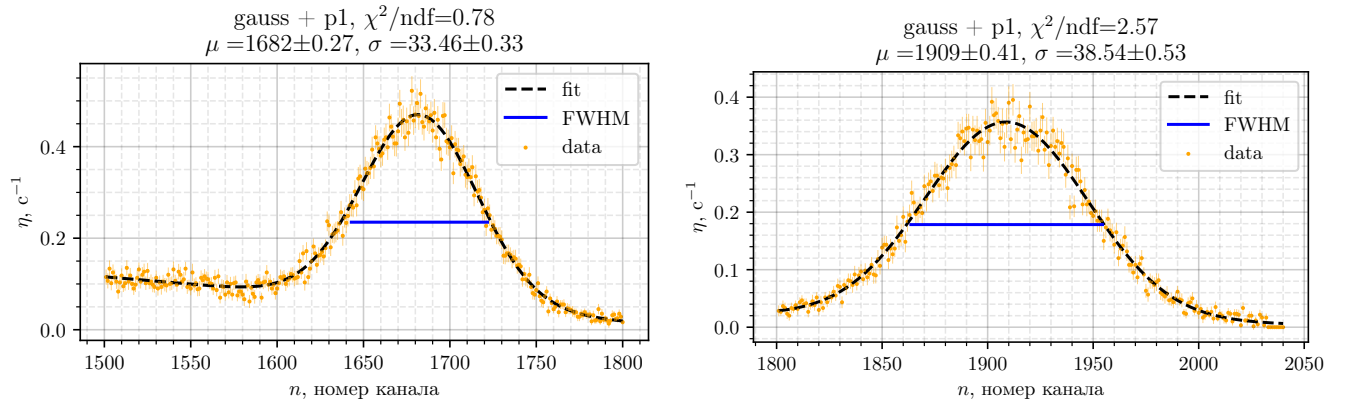 gauss + p1, χ²/ndf=0.78
μ =1682±0.27, σ =33.46±0.33
fit
FWHM
data
0.4
0.2
0.0
η, с⁻¹
1500
1550
1600
1650
1700
1750
1800
n, номер канала
gauss + p1, χ²/ndf=2.57
μ =1909±0.41, σ =38.54±0.53
fit
FWHM
data
0.4
0.3
0.2
0.1
0.0
η, с⁻¹
1800
1850
1900
1950
2000
2050
n, номер канала